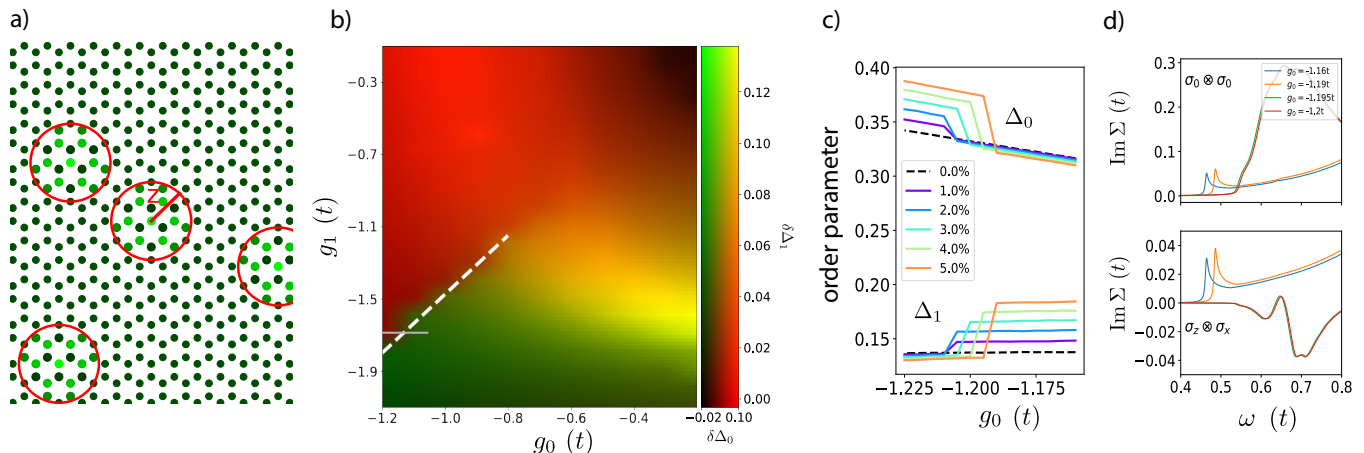 a)
z
b)
g₁ (t)
−0.3
−0.7
−1.1
−1.5
−1.9
−1.2
−1.0
−0.8
−0.6
−0.4
g₀ (t)
0.12
0.10
0.08
0.06
0.04
0.02
0.00
δΔ₁
−0.02
0.10
δΔ₀
c)
order parameter
0.40
0.35
0.30
0.25
0.20
0.15
Δ₀
0.0%
1.0%
2.0%
3.0%
4.0%
5.0%
Δ₁
−1.225
−1.200
−1.175
g₀ (t)
d)
Im Σ (t)
0.3
0.2
0.1
0.0
σ₀ ⊗ σ₀
g₀ = -1.16t
g₀ = -1.19t
g₀ = -1.195t
g₀ = -1.2t
Im Σ (t)
0.04
0.02
0.00
−0.02
−0.04
σ_z ⊗ σ_x
0.4
0.5
0.6
0.7
0.8
ω (t)